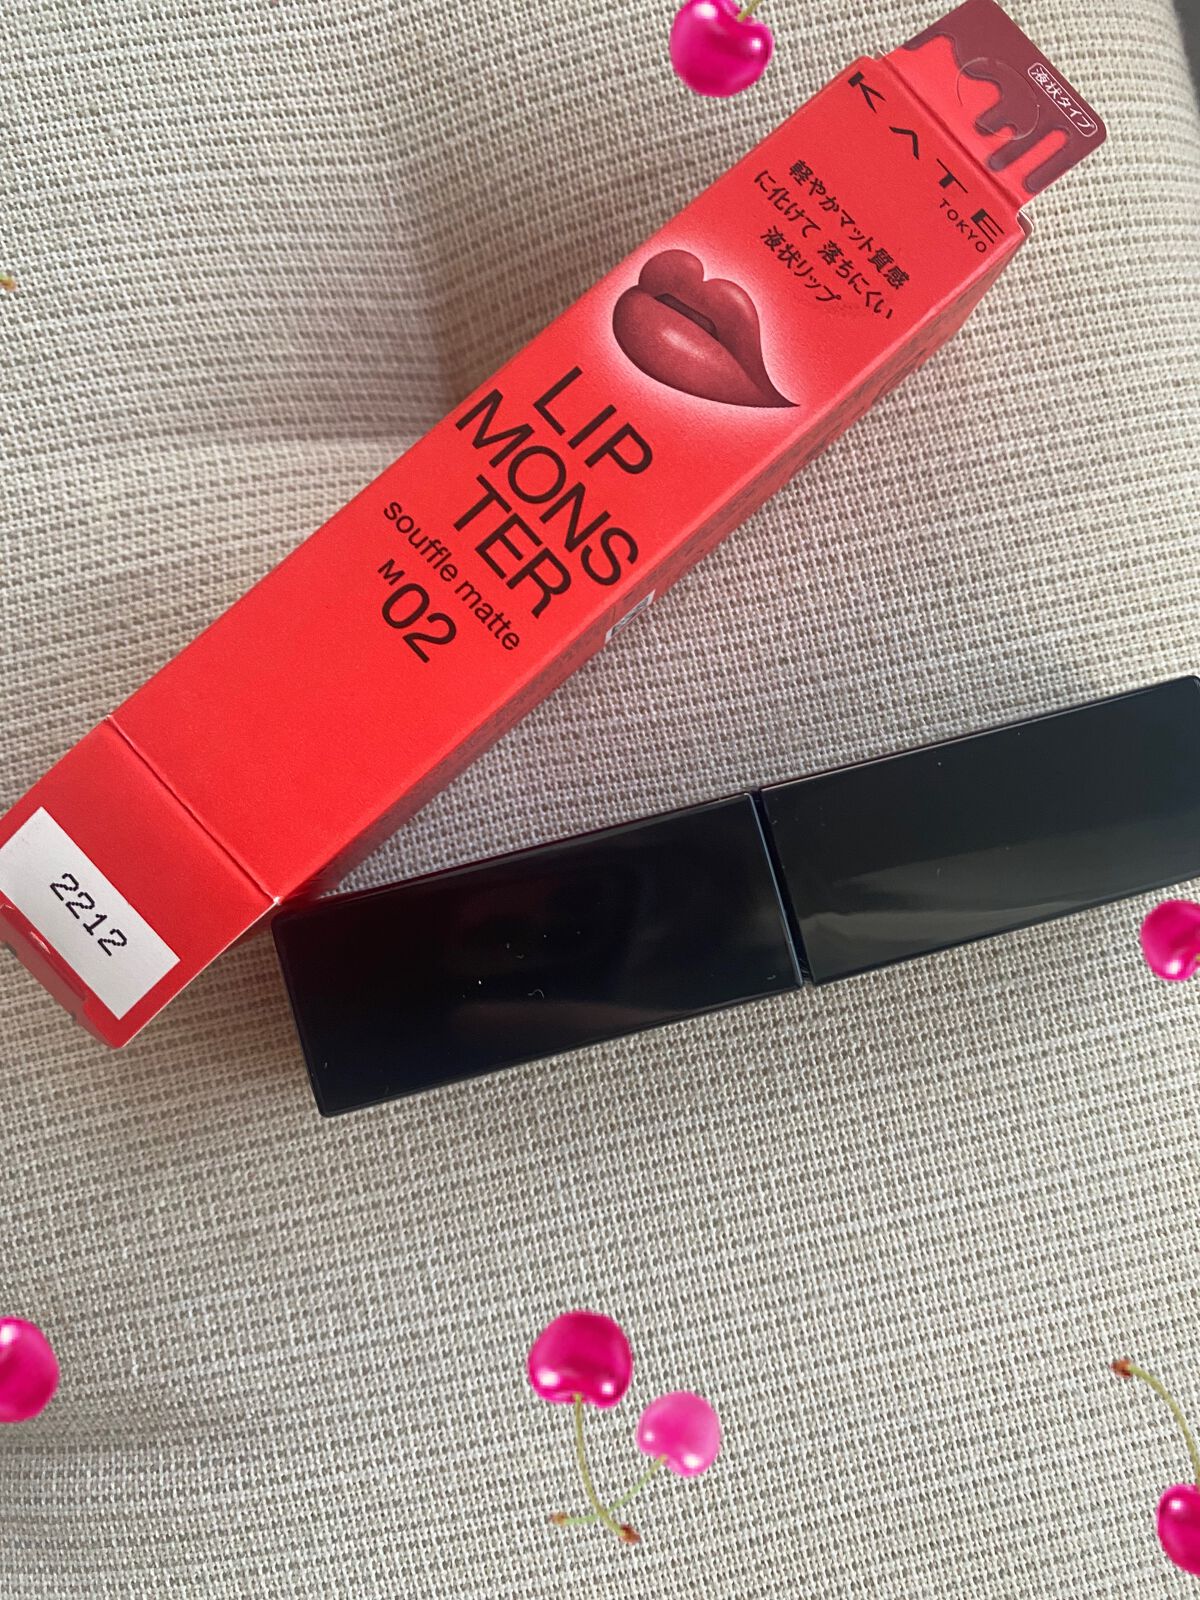 液状タイプ
KATE
TOKYO
軽やかマット質感
に化けて 落ちにくい
液状リップ
LIP
MONS
TER
souffle matte
M02
2212